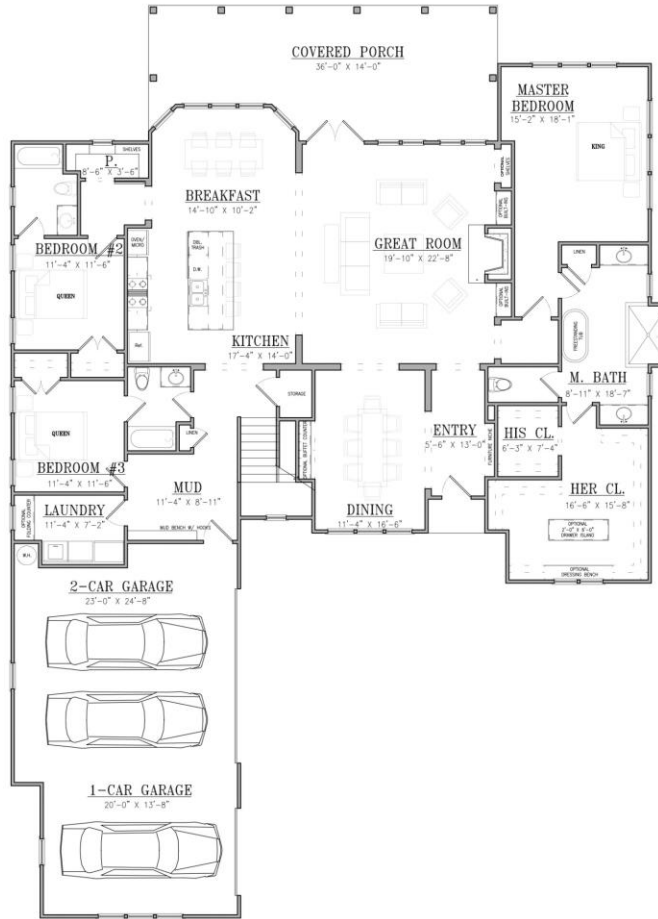 COVERED PORCH
36'-0" X 14'-0"
MASTER
BEDROOM
15'-2" X 18'-1"
KING
SHELVES
P.
8'-6" X 3'-6"
BREAKFAST
14'-10" X 10'-2"
OPTIONAL
SHELVES
OPTIONAL
BUILT-INS
GREAT ROOM
19'-10" X 22'-8"
BEDROOM #2
11'-4" X 11'-6"
QUEEN
OVEN/
MICRO
DBL.
TRASH
D.W.
Ref.
KITCHEN
17'-4" X 14'-0"
OPTIONAL
BUILT-INS
LINEN
FREESTANDING
TUB
M. BATH
8'-11" X 18'-7"
STORAGE
QUEEN
BEDROOM #3
11'-4" X 11'-6"
LINEN
OPTIONAL BUFFET COUNTER
ENTRY
5'-6" X 13'-0"
FURNITURE NICHE
HIS CL.
6'-3" X 7'-4"
HER CL.
16'-6" X 15'-8"
MUD
11'-4" X 8'-11"
MUD BENCH W/ HOOKS
DINING
11'-4" X 16'-6"
OPTIONAL
FOLDING COUNTER
LAUNDRY
11'-4" X 7'-2"
OPTIONAL
2'-0" X 6'-0"
DRAWER ISLAND
OPTIONAL
DRESSING BENCH
W.H.
2-CAR GARAGE
23'-0" X 24'-8"
1-CAR GARAGE
20'-0" X 13'-8"